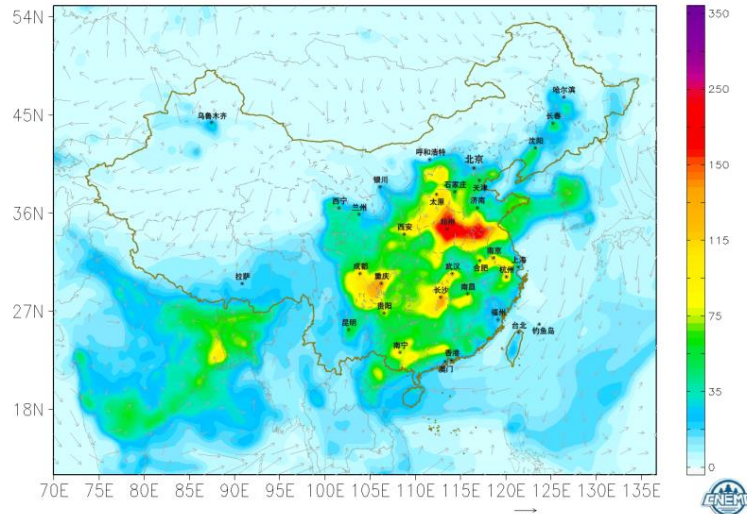 54N
350
哈尔滨
45N
乌鲁木齐
长春
250
沈阳
呼和浩特
北京
银川
石家庄
天津
150
西宁
太原
济南
36N
兰州
西安
郑州
115
南京
上海
成都
武汉
合肥
拉萨
重庆
杭州
75
长沙
南昌
27N
贵阳
福州
昆明
台北
钓鱼岛
南宁
香港
35
澳门
18N
0
70E 75E 80E 85E 90E 95E 100E 105E 110E 115E 120E 125E 130E 135E
CNEMC